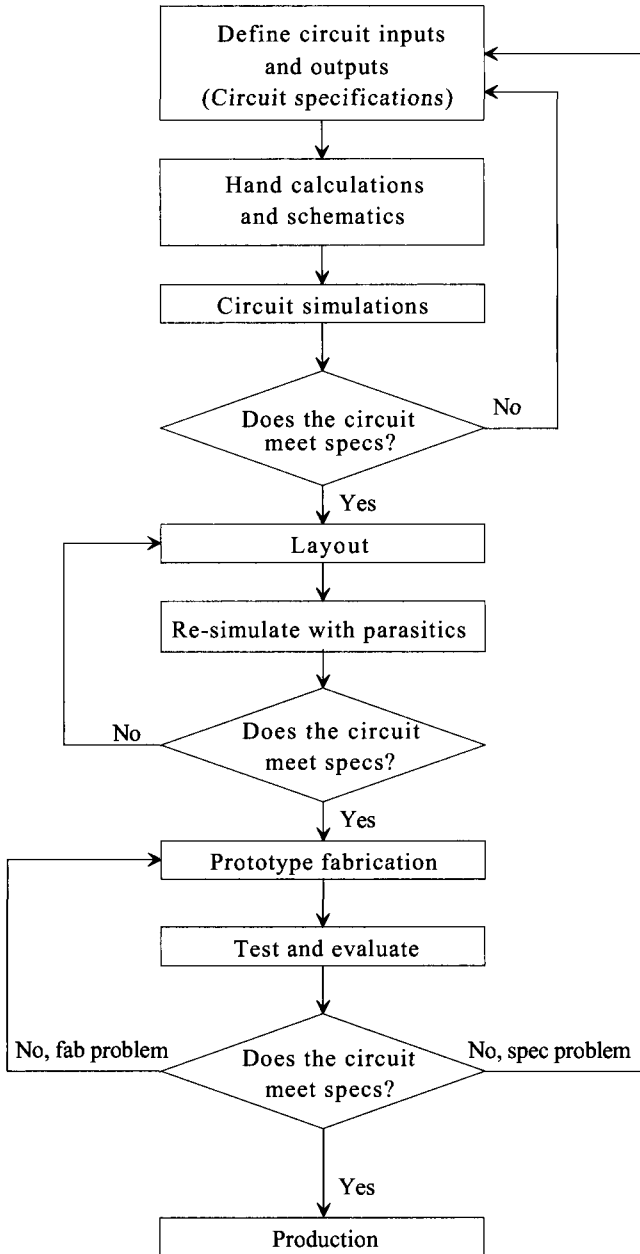 Define circuit inputs
and outputs
(Circuit specifications)
Hand calculations
and schematics
Circuit simulations
Does the circuit
meet specs?
No
Yes
Layout
Re-simulate with parasitics
Does the circuit
meet specs?
No
Yes
Prototype fabrication
Test and evaluate
No, fab problem
Does the circuit
meet specs?
No, spec problem
Yes
Production